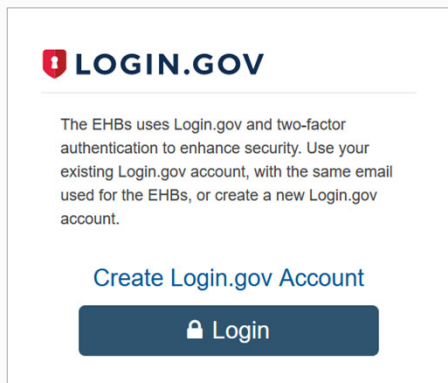 LOGIN.GOV
The EHBs uses Login.gov and two-factor
authentication to enhance security. Use your
existing Login.gov account, with the same email
used for the EHBs, or create a new Login.gov
account.
Create Login.gov Account
Login